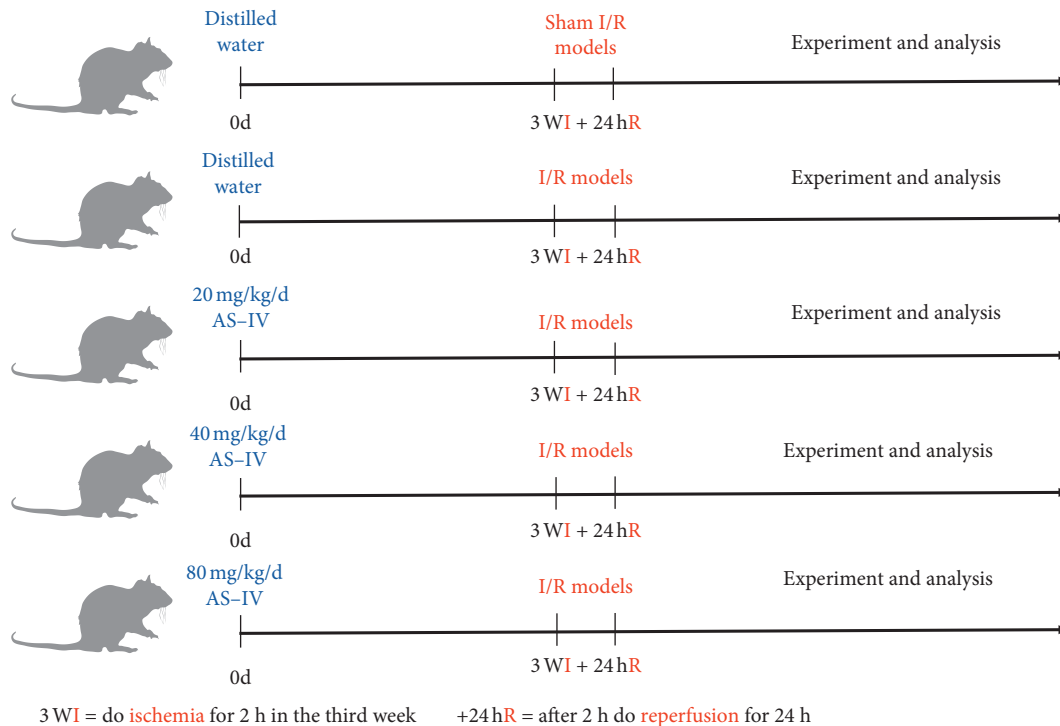 Distilled
water
Sham I/R
models
Experiment and analysis
0d
3 WI + 24 hR
Distilled
water
I/R models
Experiment and analysis
0d
3 WI + 24 hR
20 mg/kg/d
AS–IV
I/R models
Experiment and analysis
0d
3 WI + 24 hR
40 mg/kg/d
AS–IV
I/R models
Experiment and analysis
0d
3 WI + 24 hR
80 mg/kg/d
AS–IV
I/R models
Experiment and analysis
0d
3 WI + 24 hR
3 WI = do ischemia for 2 h in the third week +24 hR = after 2 h do reperfusion for 24 h